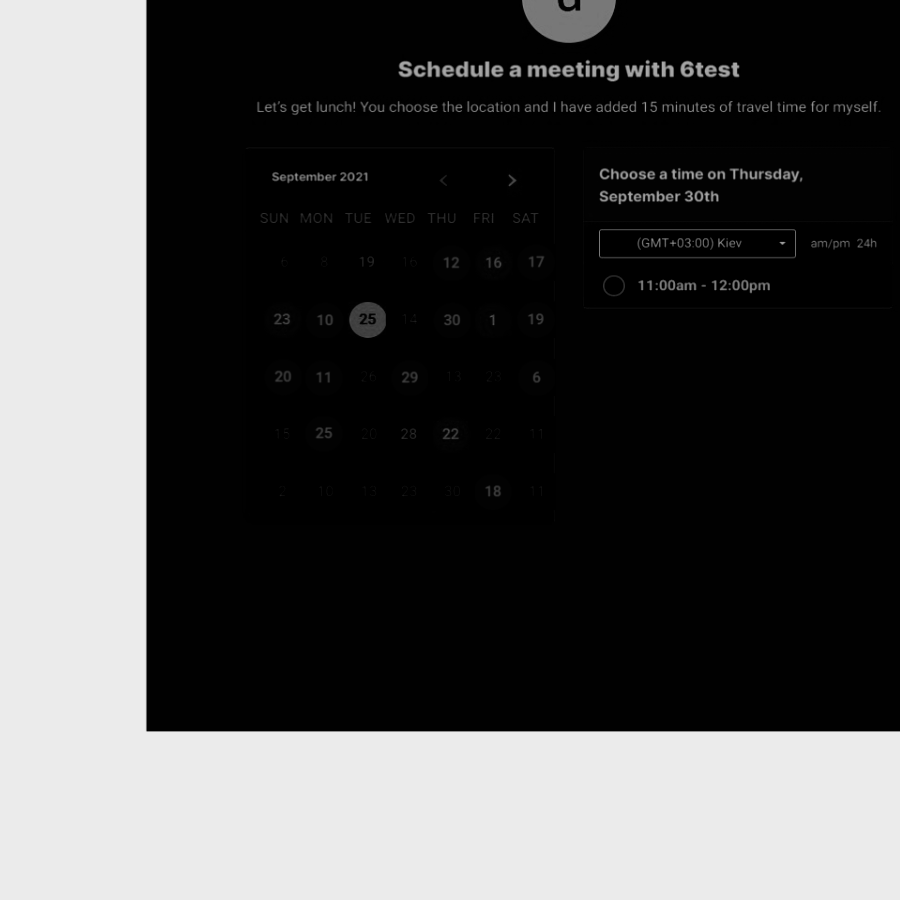 Schedule a meeting with 6test
Let's get lunch! You choose the location and I have added 15 minutes of travel time for myself.
September 2021
SUN MON TUE WED THU FRI SAT
6 8 19 16 12 16 17
23 10 25 14 30 1 19
20 11 26 29 13 23 6
15 25 20 28 22 22 11
2 10 13 23 30 18 11
Choose a time on Thursday,
September 30th
(GMT+03:00) Kiev am/pm 24h
11:00am - 12:00pm